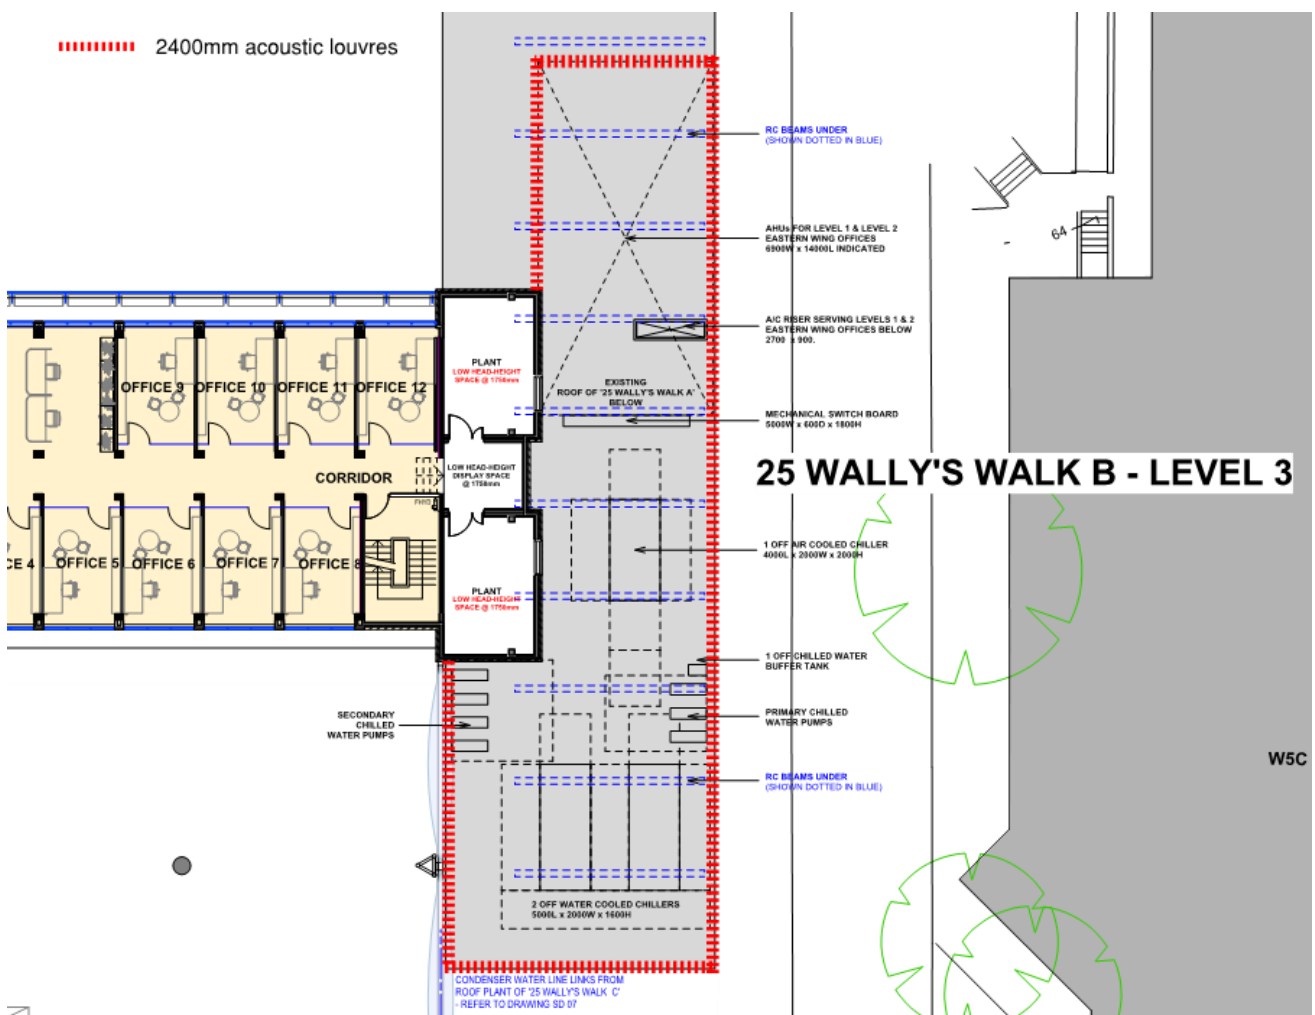 2400mm acoustic louvres
RC BEAMS UNDER
(SHOWN DOTTED IN BLUE)
64
AHUs FOR LEVEL 1 & LEVEL 2
EASTERN WING OFFICES
6900W x 14000L INDICATED
A/C RISER SERVING LEVELS 1 & 2
EASTERN WING OFFICES BELOW
2700 x 900.
PLANT
LOW HEAD-HEIGHT
SPACE @ 1750mm
OFFICE 9
OFFICE 10
OFFICE 11
OFFICE 12
EXISTING
ROOF OF '25 WALLY'S WALK A'
BELOW
MECHANICAL SWITCH BOARD
5000W x 600D x 1800H
25 WALLY'S WALK B - LEVEL 3
CORRIDOR
LOW HEAD-HEIGHT
DISPLAY SPACE
@ 1750mm
1 OFF AIR COOLED CHILLER
4000L x 2000W x 2000H
CE 4
OFFICE 5
OFFICE 6
OFFICE 7
OFFICE 8
PLANT
LOW HEAD-HEIGHT
SPACE @ 1750mm
1 OFF CHILLED WATER
BUFFER TANK
SECONDARY
CHILLED
WATER PUMPS
PRIMARY CHILLED
WATER PUMPS
W5C
RC BEAMS UNDER
(SHOWN DOTTED IN BLUE)
2 OFF WATER COOLED CHILLERS
5000L x 2000W x 1600H
CONDENSER WATER LINE LINKS FROM
ROOF PLANT OF '25 WALLY'S WALK C'
- REFER TO DRAWING SD 07